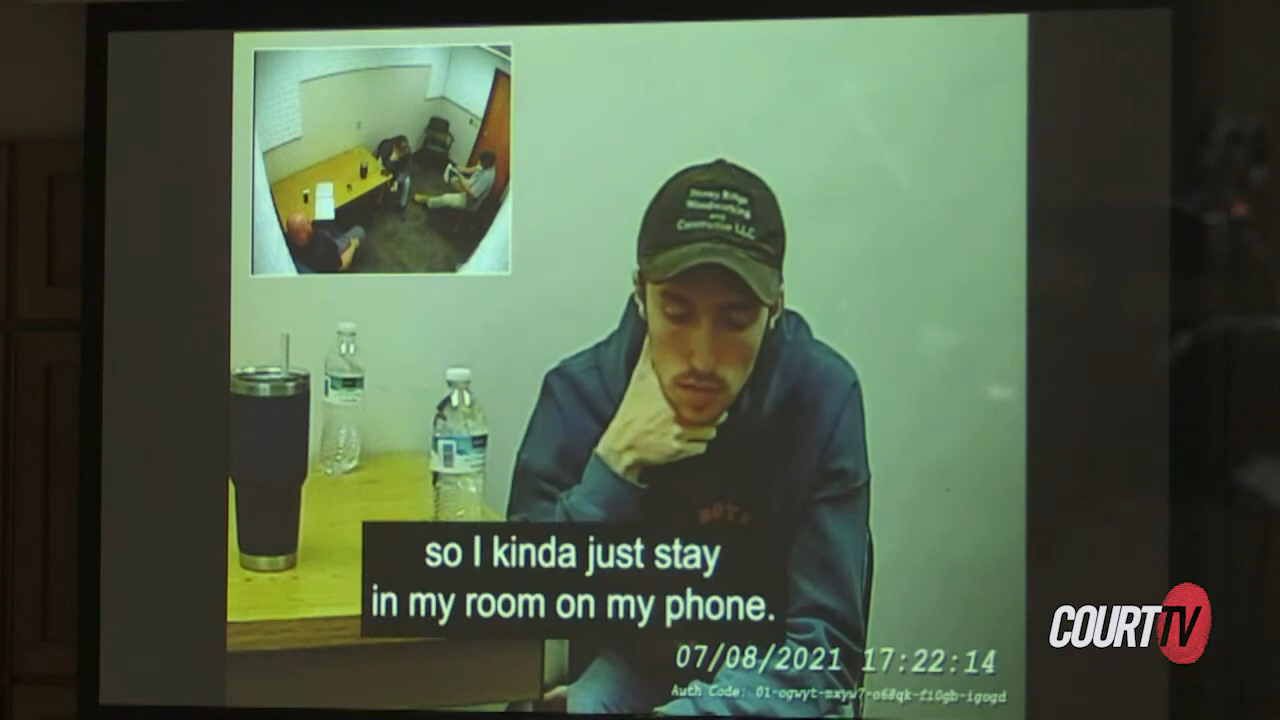 Stoney Ridge
Woodworking
and
Construction LLC
so I kinda just stay
in my room on my phone.
07/08/2021 17:22:14
COURT TV